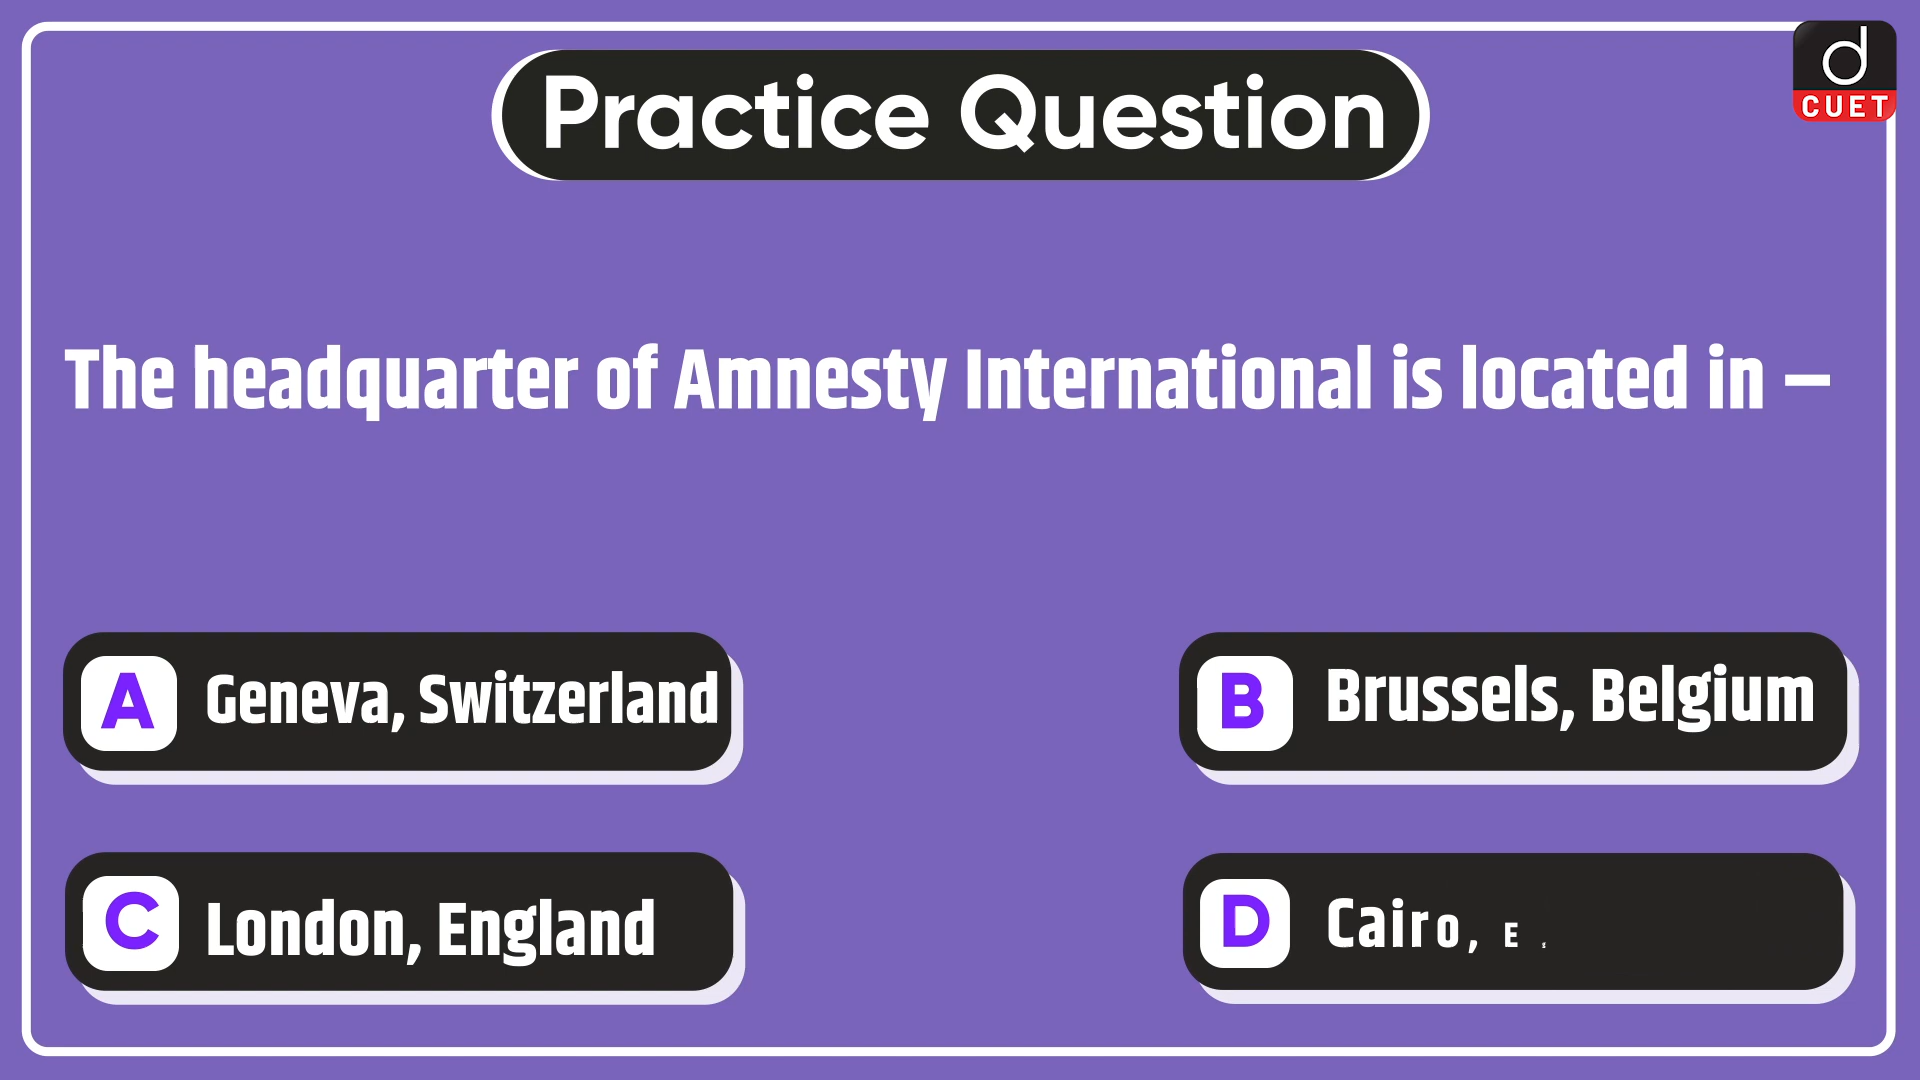 Practice Question
d
CUET
The headquarter of Amnesty International is located in –
A Geneva, Switzerland
B Brussels, Belgium
C London, England
D Cairo, E